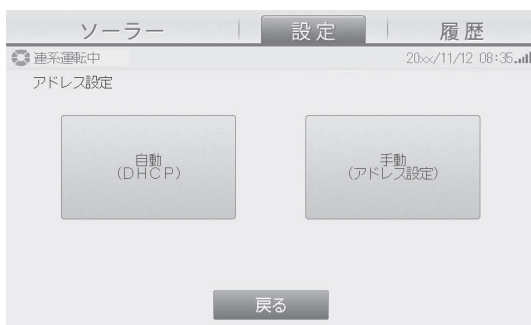 ソーラー 設定 履歴
連系運転中 20××/11/12 08:35
アドレス設定
自動
(DHCP)
手動
(アドレス設定)
戻る